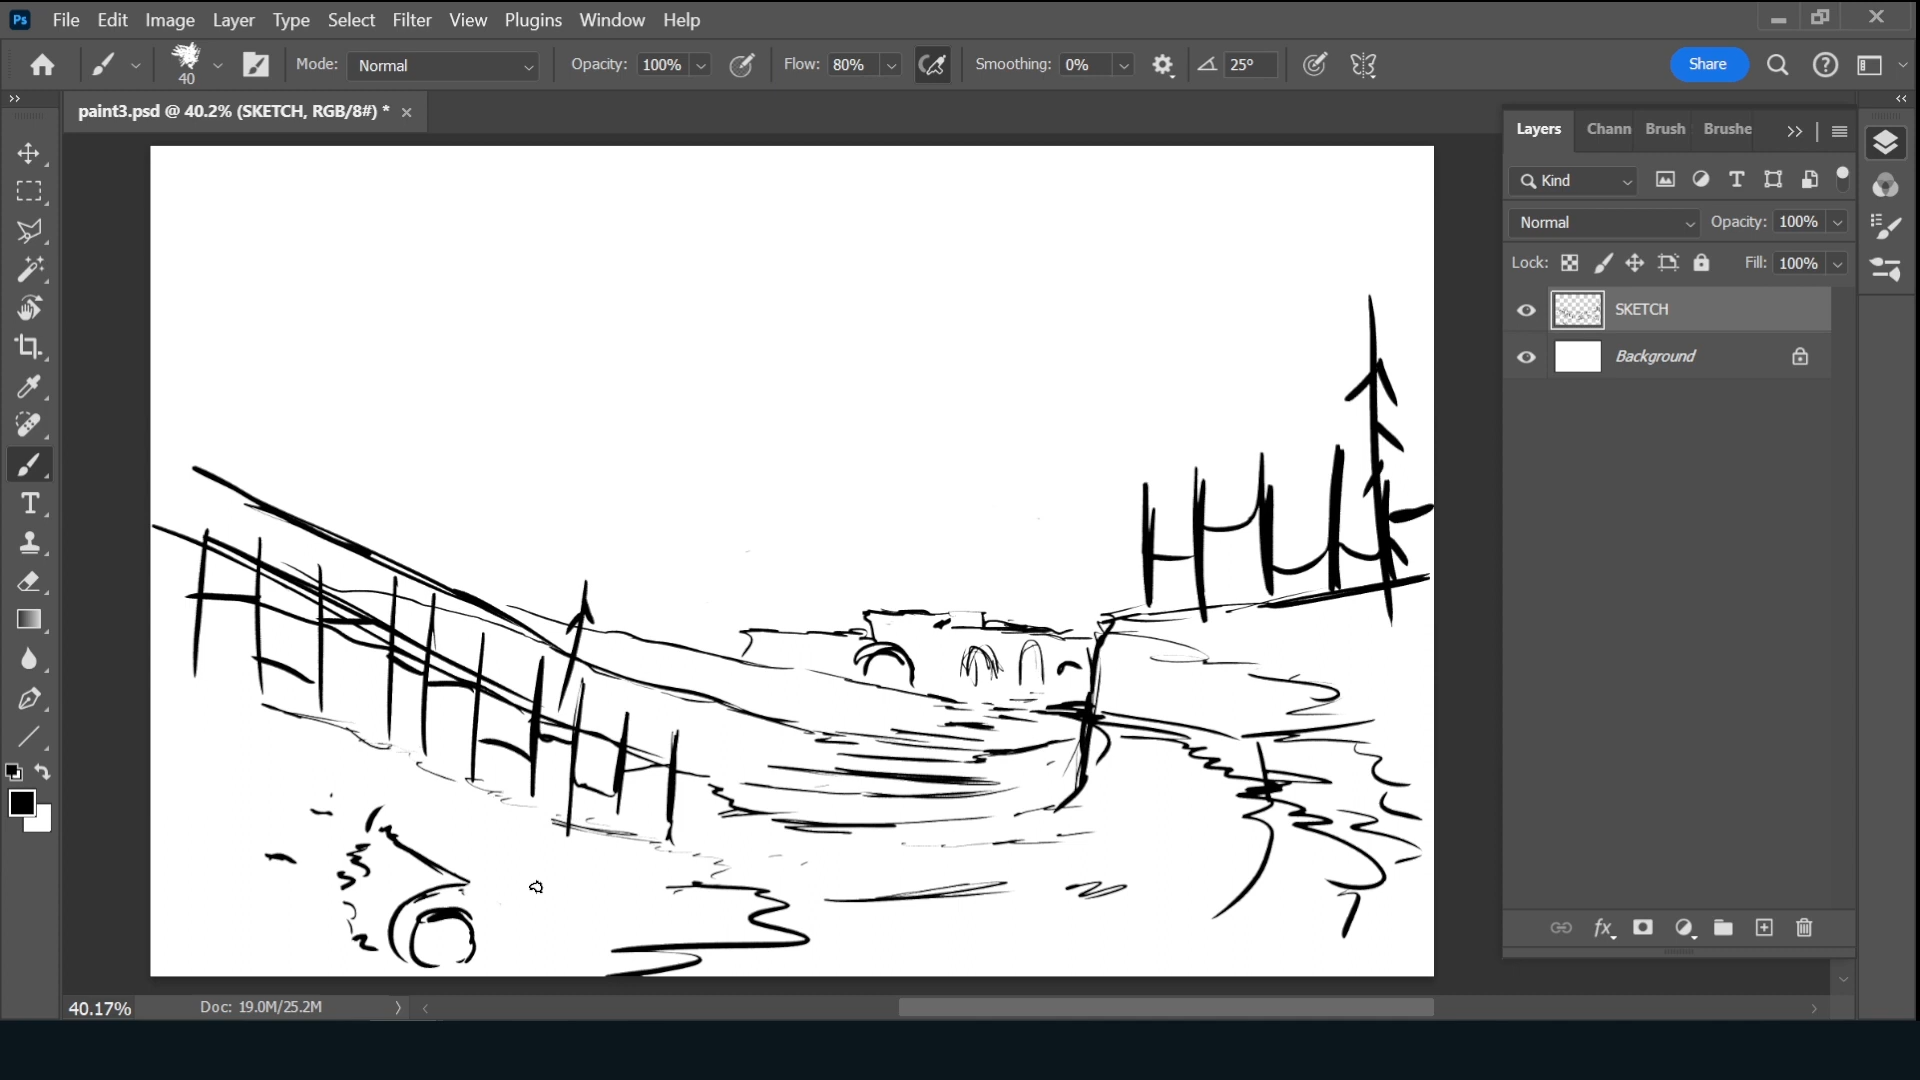 Ps File Edit Image Layer Type Select Filter View Plugins Window Help
40 Mode: Normal Opacity: 100% Flow: 80% Smoothing: 0% 25° Share
paint3.psd @ 40.2% (SKETCH, RGB/8#) *
Layers Chann Brush Brushe
Kind
Normal Opacity: 100%
Lock: Fill: 100%
SKETCH
Background
fx
40.17% Doc: 19.0M/25.2M